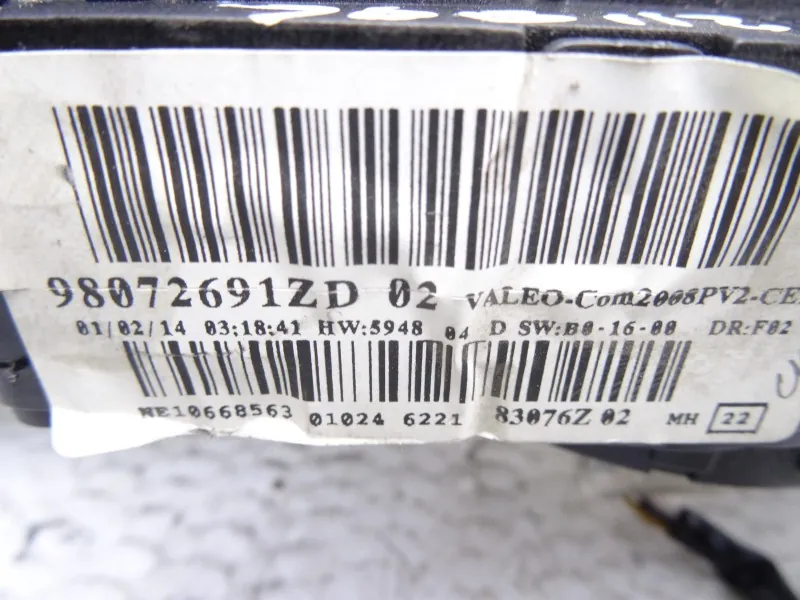 98072691ZD 02 VALEO-Com2008PV2-CE
01/02/14 03:18:41 HW:5948 04 D SW:B0-16-00 DR:F02
NE10668563 01024 6221 83076Z 02 MH 22